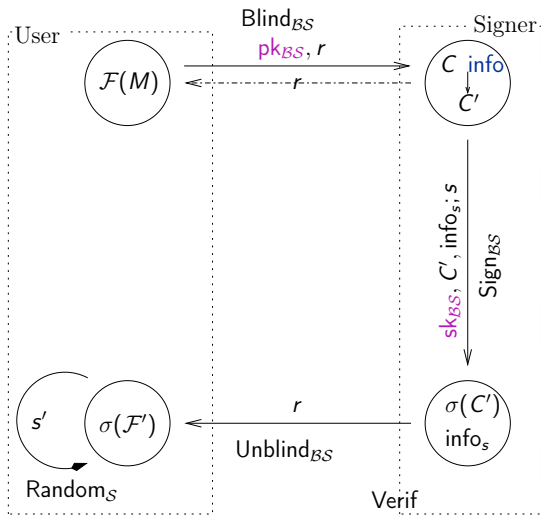 User
Blind_BS
Signer
pk_BS, r
F(M)
r
C info
C′
sk_BS, C′, info_s; s
Sign_BS
s′
σ(F′)
r
σ(C′)
info_s
Unblind_BS
Random_S
Verif